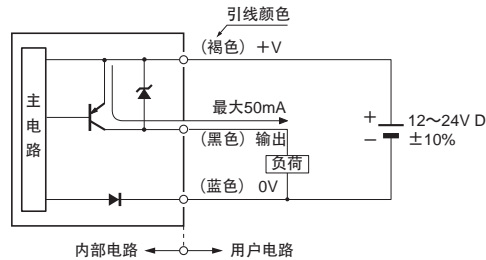 引线颜色
(褐色) +V
主电路
最大50mA
(黑色) 输出
负荷
+
−
12～24V D
±10%
(蓝色) 0V
内部电路
用户电路